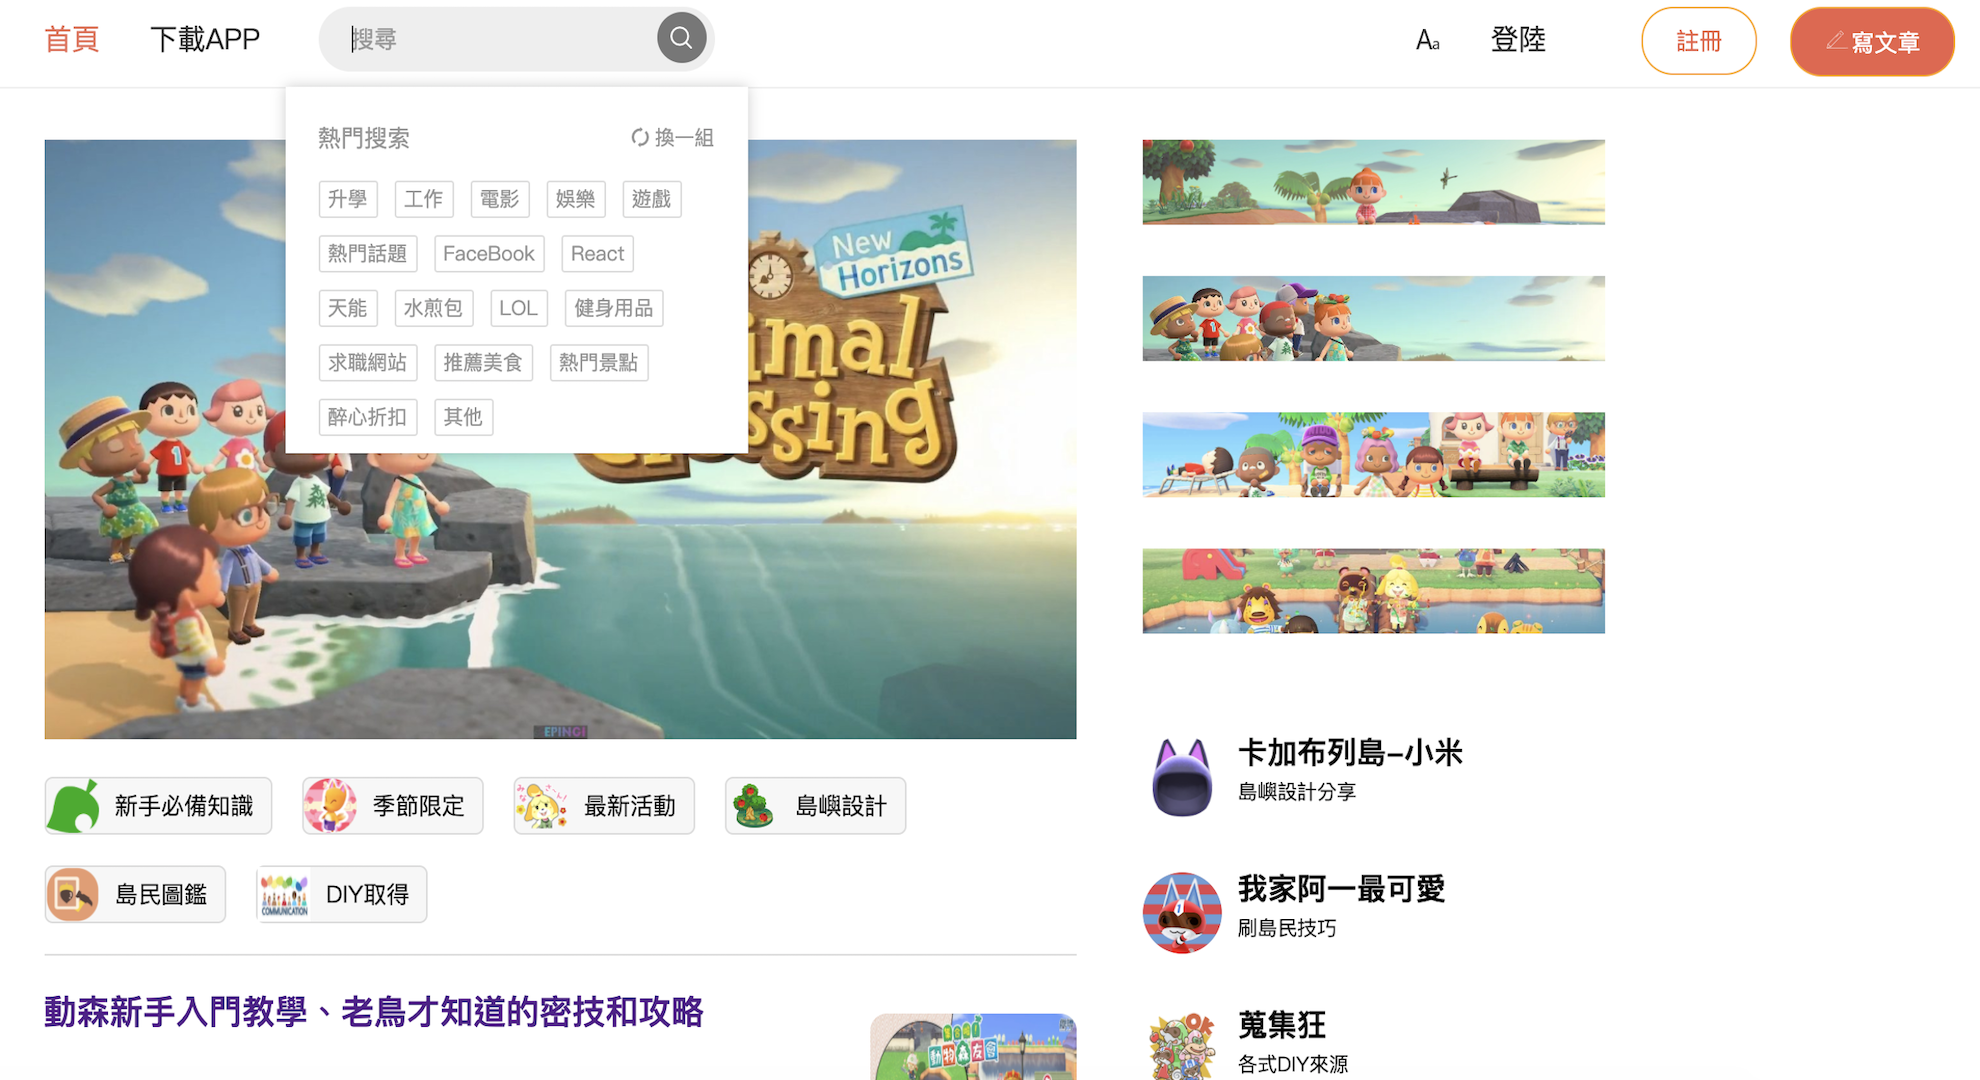 首頁 下載APP 搜尋 Aa 登陸 註冊 寫文章
熱門搜索 換一組
升學 工作 電影 娛樂 遊戲
熱門話題 FaceBook React
天能 水煎包 LOL 健身用品
求職網站 推薦美食 熱門景點
醉心折扣 其他
New
Horizons
imal
ssing
EPINGI
新手必備知識 季節限定 最新活動 島嶼設計
島民圖鑑 COMMUNICATION DIY取得
動森新手入門教學、老鳥才知道的密技和攻略
動物森友會
卡加布列島–小米
島嶼設計分享
我家阿一最可愛
刷島民技巧
蒐集狂
各式DIY來源